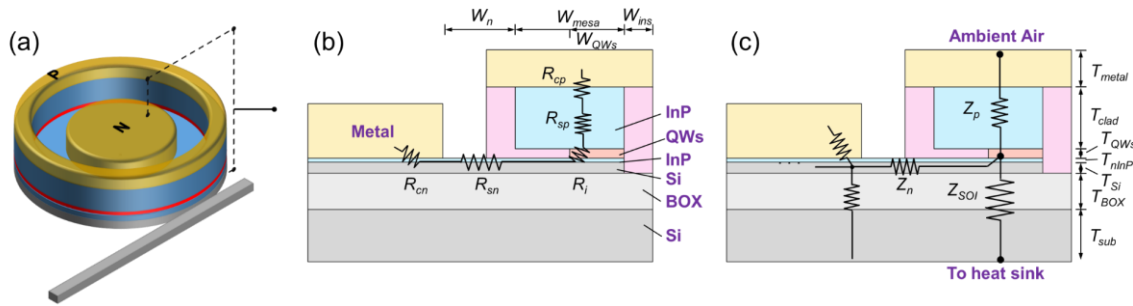 (a)
P
N
(b)
W_n
W_mesa
W_ins
W_QWs
R_cp
R_sp
Metal
R_cn
R_sn
R_i
InP
QWs
InP
Si
BOX
Si
(c)
Ambient Air
Z_p
. . .
Z_n
Z_SOI
To heat sink
T_metal
T_clad
T_QWs
T_nInP
T_Si
T_BOX
T_sub